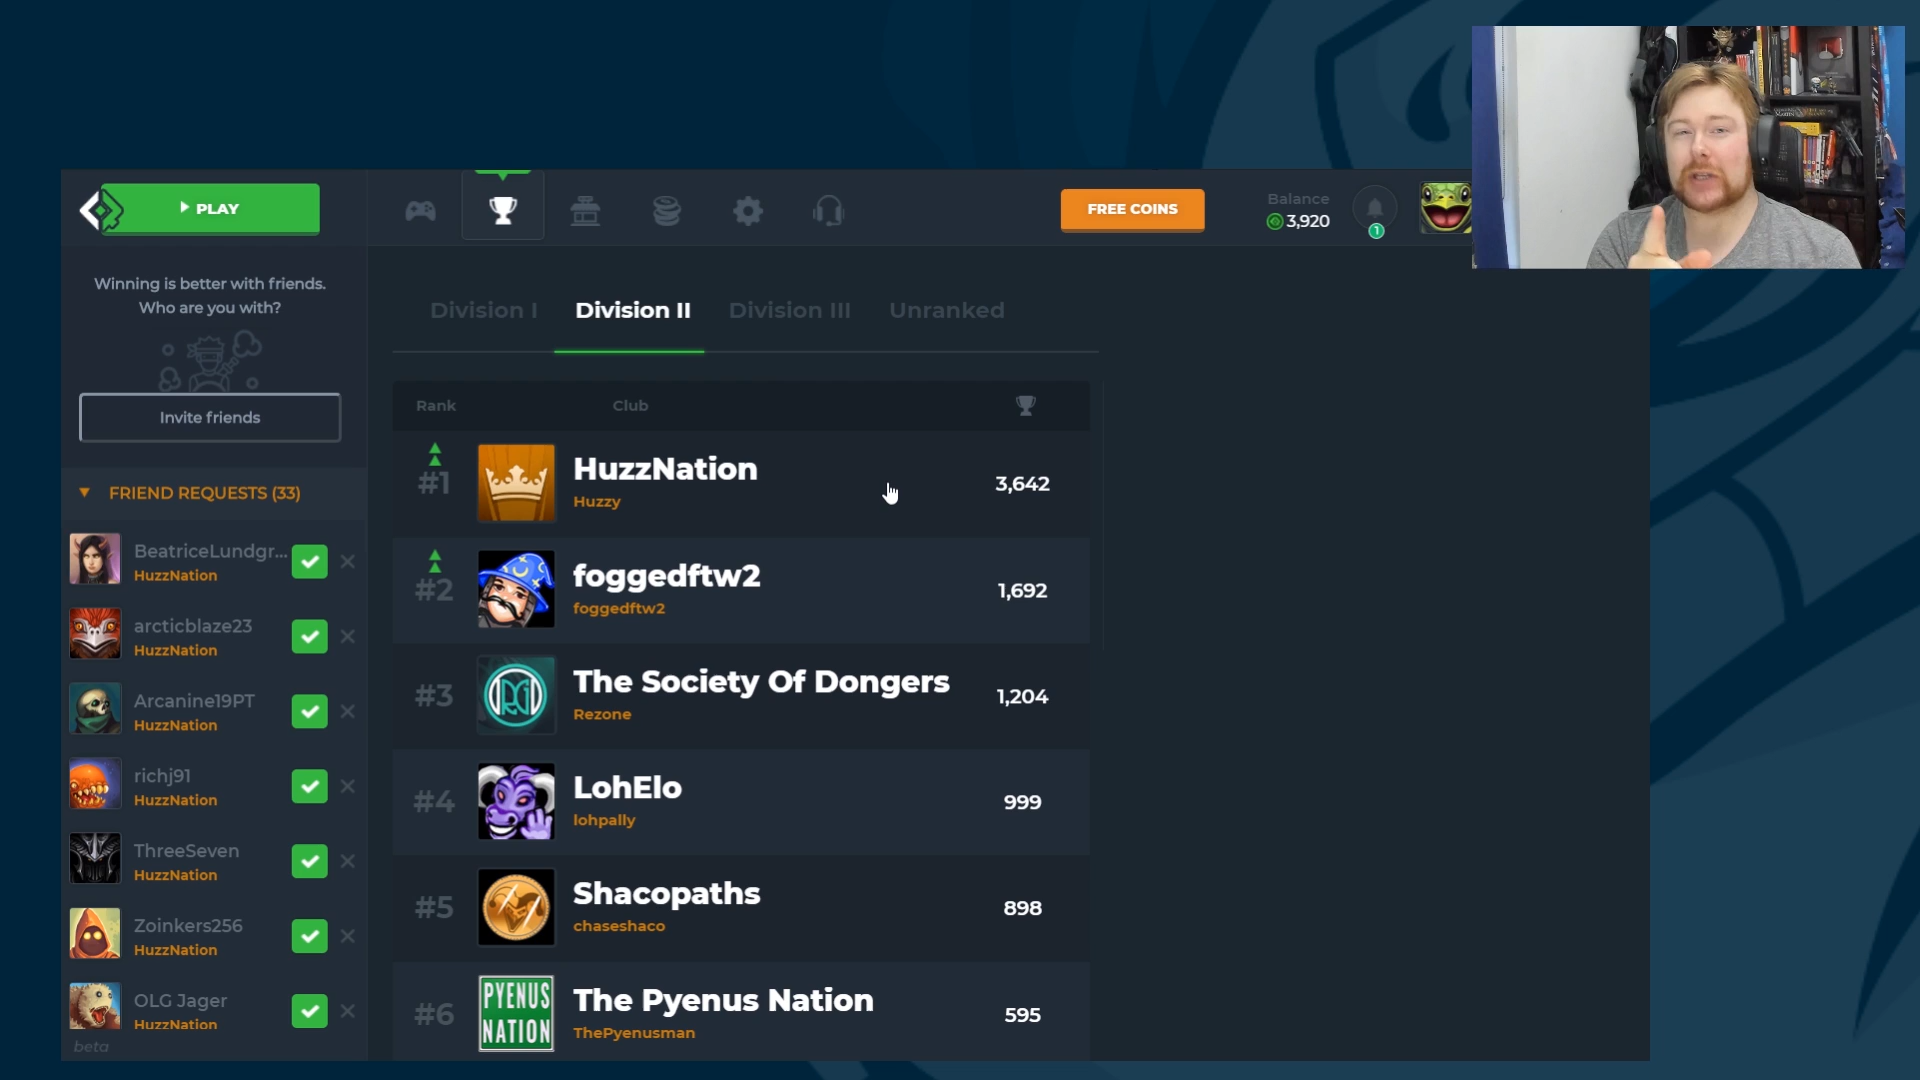 PLAY
FREE COINS
Balance
3,920
1
Winning is better with friends.
Who are you with?
Invite friends
FRIEND REQUESTS (33)
BeatriceLundgr...
HuzzNation
arcticblaze23
HuzzNation
Arcanine19PT
HuzzNation
richj91
HuzzNation
ThreeSeven
HuzzNation
Zoinkers256
HuzzNation
OLG Jager
HuzzNation
beta
Division I Division II Division III Unranked
Rank Club
#1 HuzzNation 3,642
Huzzy
#2 foggedftw2 1,692
foggedftw2
#3 The Society Of Dongers 1,204
Rezone
#4 LohElo 999
lohpally
#5 Shacopaths 898
chaseshaco
PYENUS
NATION
#6 The Pyenus Nation 595
ThePyenusman